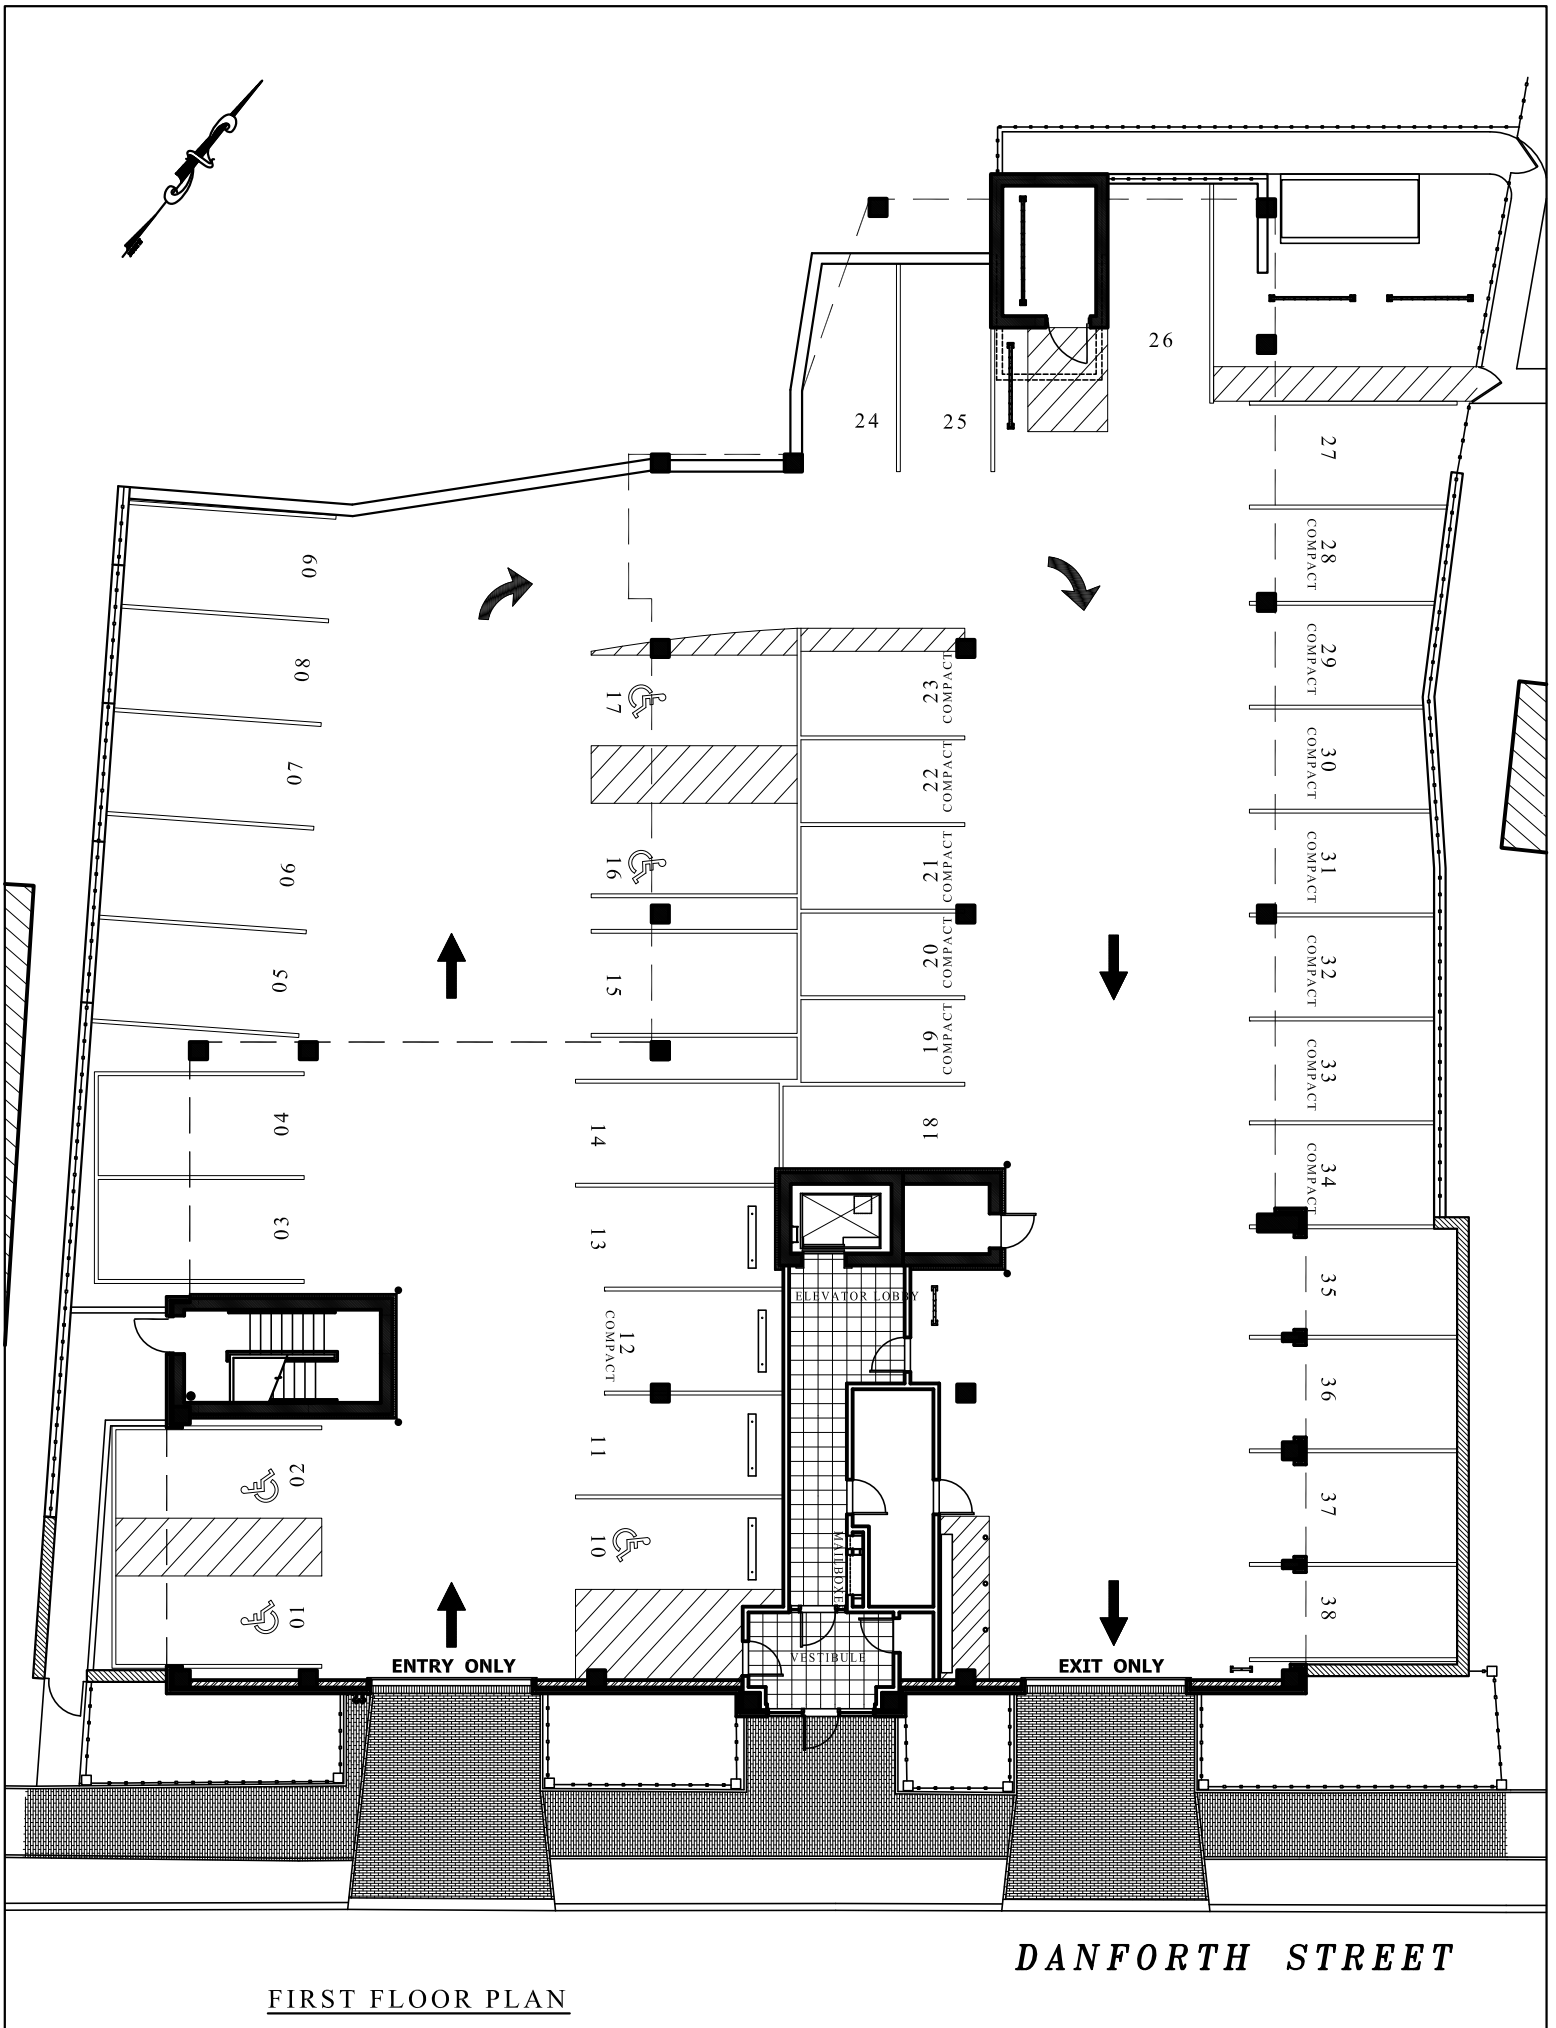 26
24
25
27
28
COMPACT
09
29
COMPACT
08
17
23
COMPACT
30
COMPACT
07
22
COMPACT
16
06
21
COMPACT
31
COMPACT
05
15
20
COMPACT
32
COMPACT
19
COMPACT
33
COMPACT
04
14
18
34
COMPACT
03
13
ELEVATOR LOBBY
35
12
COMPACT
36
02
11
37
10
MAILBOXE
01
38
VESTIBULE
ENTRY ONLY
EXIT ONLY
DANFORTH STREET
FIRST FLOOR PLAN